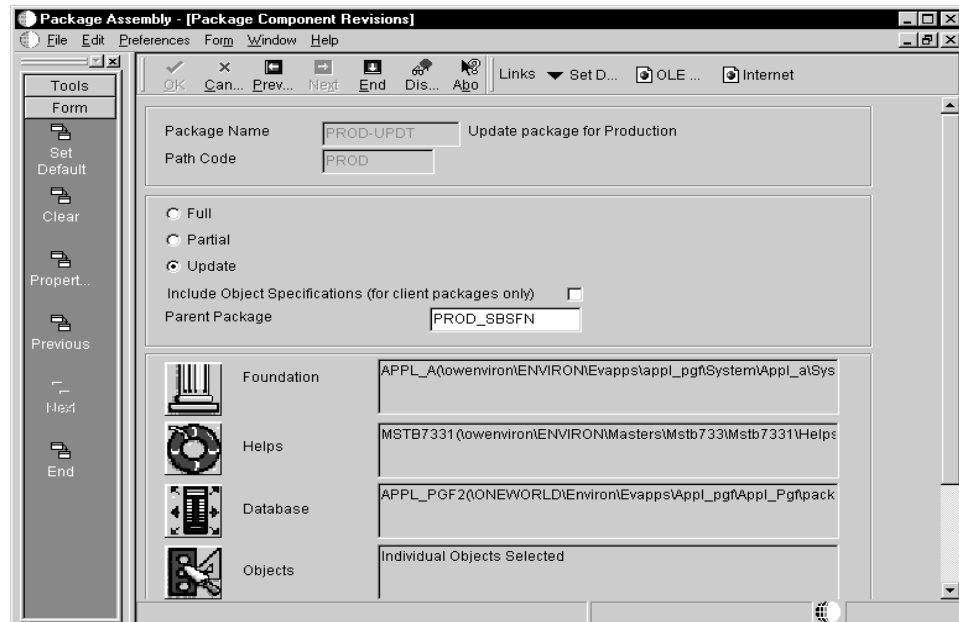 Package Assembly - [Package Component Revisions]
File Edit Preferences Form Window Help
OK Can... Prev... Next End Dis... Abo Links Set D... OLE ... Internet
Tools
Form
Set
Default
Clear
Propert...
Previous
Next
End
Package Name PROD-UPDT Update package for Production
Path Code PROD
Full
Partial
Update
Include Object Specifications (for client packages only)
Parent Package PROD_SBSFN
Foundation APPL_A(\owenviron\ENVIRON\Evapps\appl_pgf\System\Appl_a\Sys
Helps MSTB7331(\owenviron\ENVIRON\Masters\Mstb733\Mstb7331\Helps
Database APPL_PGF2(\ONEWORLD\Environ\Evapps\Appl_pgf\Appl_Pgf\pack
Objects Individual Objects Selected